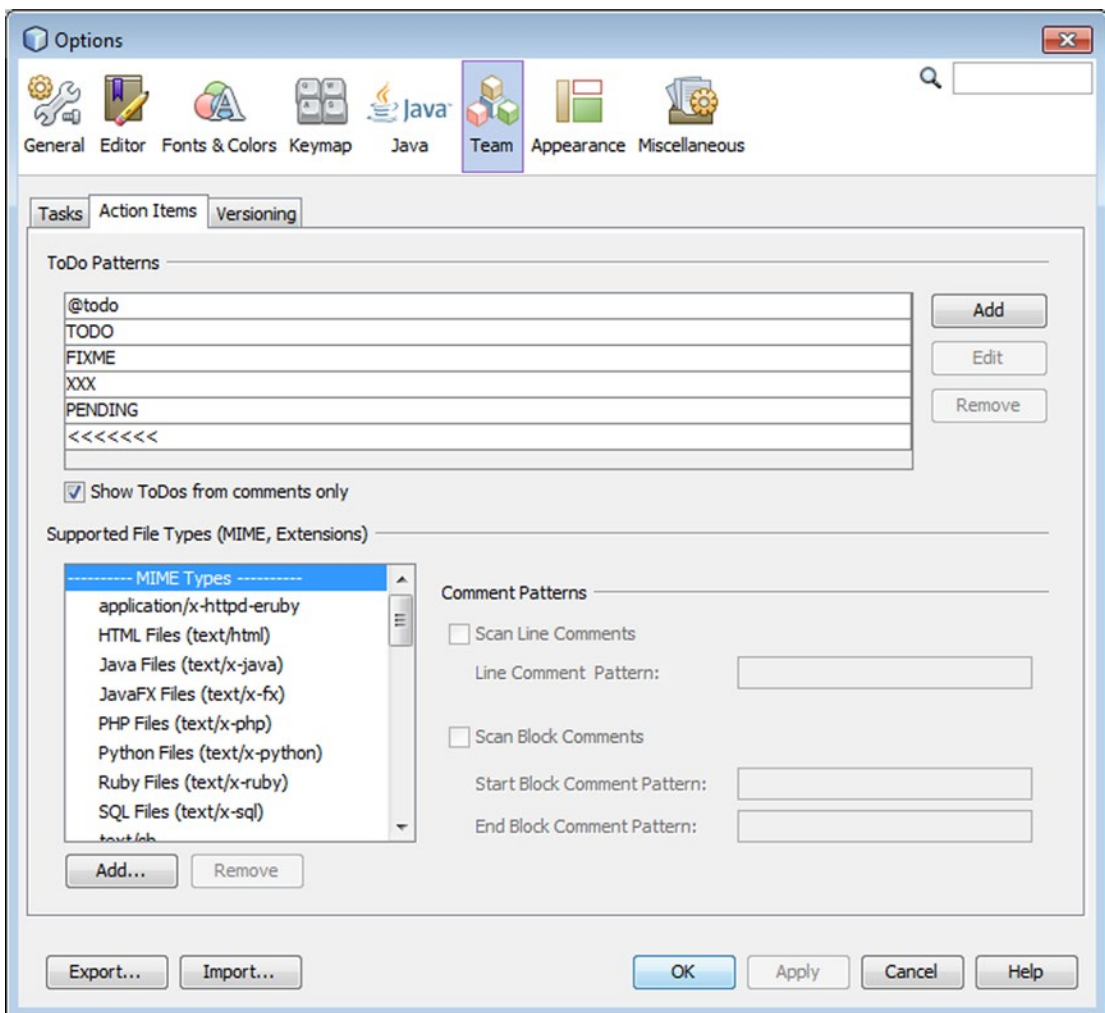 Options
General Editor Fonts & Colors Keymap Java Java Team Appearance Miscellaneous
Tasks Action Items Versioning
ToDo Patterns
@todo
TODO
FIXME
XXX
PENDING
<<<<<<<
Add
Edit
Remove
Show ToDos from comments only
Supported File Types (MIME, Extensions)
---------- MIME Types ----------
application/x-httpd-eruby
HTML Files (text/html)
Java Files (text/x-java)
JavaFX Files (text/x-fx)
PHP Files (text/x-php)
Python Files (text/x-python)
Ruby Files (text/x-ruby)
SQL Files (text/x-sql)
Add... Remove
Comment Patterns
Scan Line Comments
Line Comment Pattern:
Scan Block Comments
Start Block Comment Pattern:
End Block Comment Pattern:
Export... Import... OK Apply Cancel Help